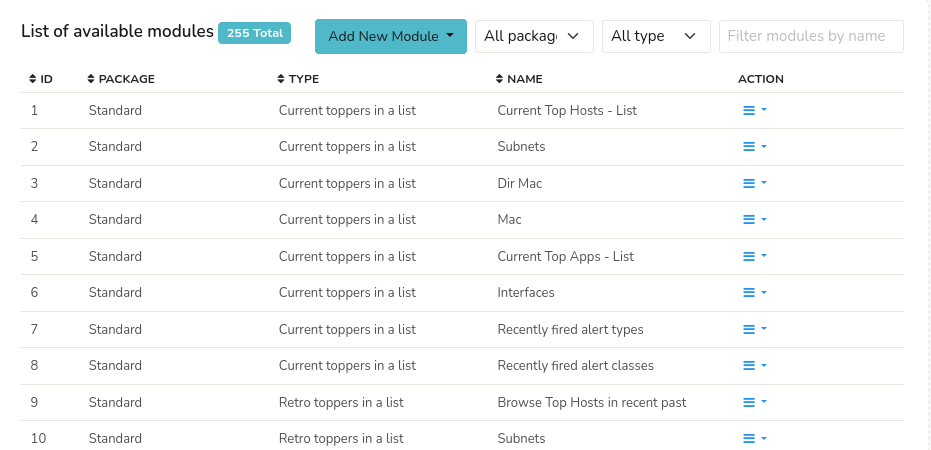 List of available modules 255 Total Add New Module All packag All type Filter modules by name
ID PACKAGE TYPE NAME ACTION
1 Standard Current toppers in a list Current Top Hosts - List
2 Standard Current toppers in a list Subnets
3 Standard Current toppers in a list Dir Mac
4 Standard Current toppers in a list Mac
5 Standard Current toppers in a list Current Top Apps - List
6 Standard Current toppers in a list Interfaces
7 Standard Current toppers in a list Recently fired alert types
8 Standard Current toppers in a list Recently fired alert classes
9 Standard Retro toppers in a list Browse Top Hosts in recent past
10 Standard Retro toppers in a list Subnets